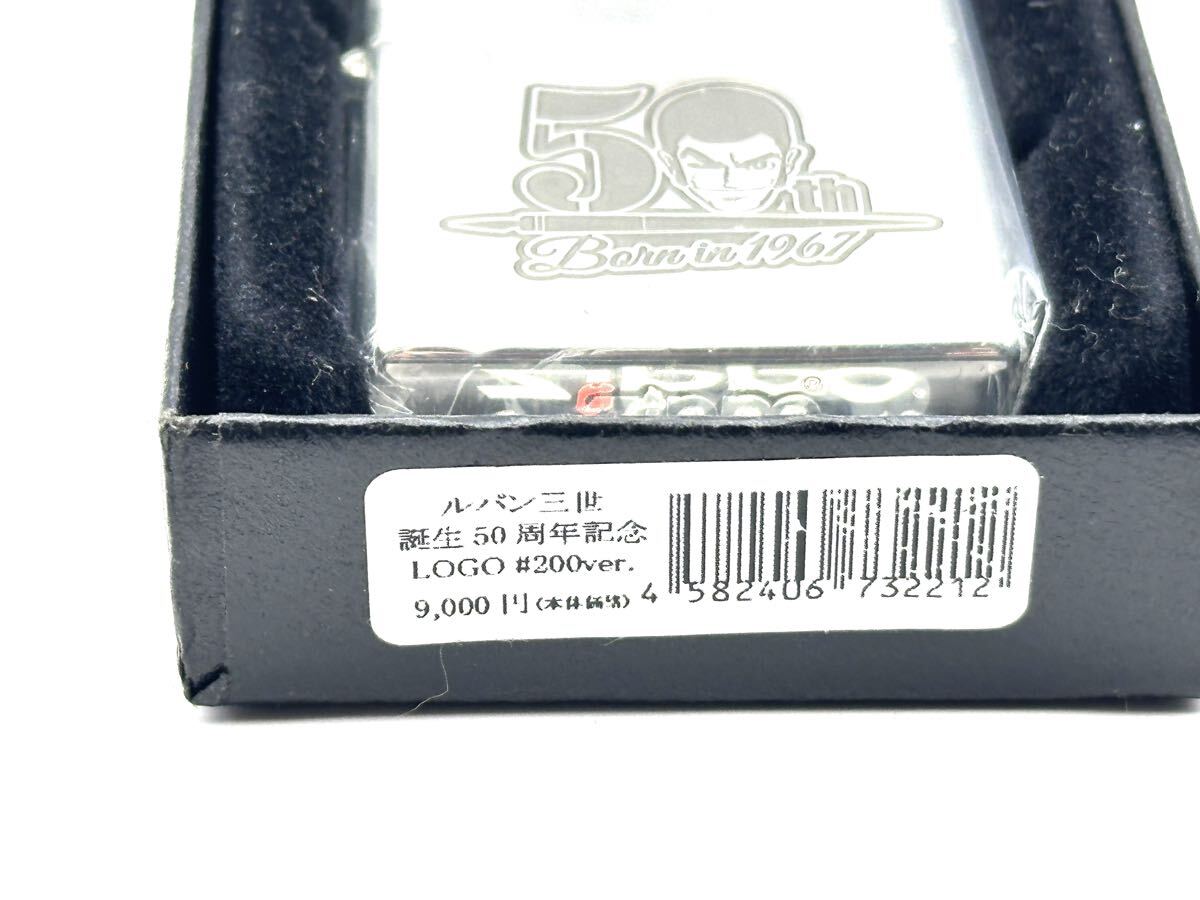 50th
Born in 1967
ルパン三世
誕生50周年記念
LOGO #200ver.
9,000円(本体価格)
4 582406 732212